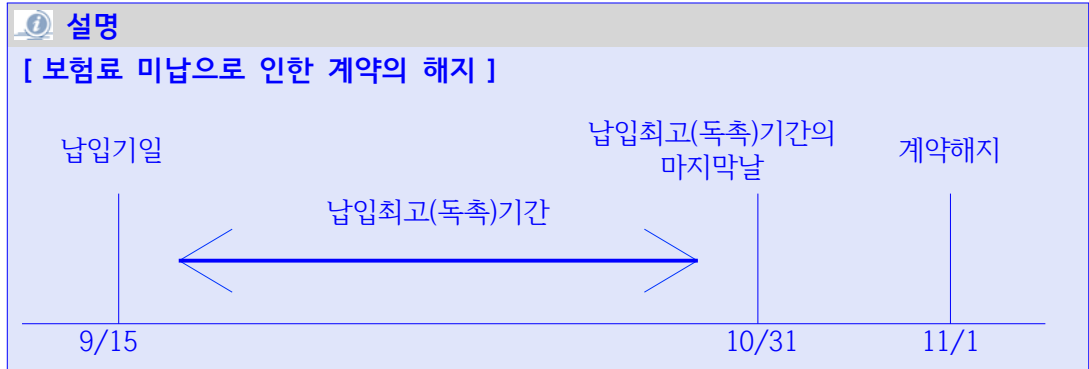 설명
[ 보험료 미납으로 인한 계약의 해지 ]
납입기일
납입최고(독촉)기간의
마지막날
계약해지
납입최고(독촉)기간
9/15
10/31
11/1